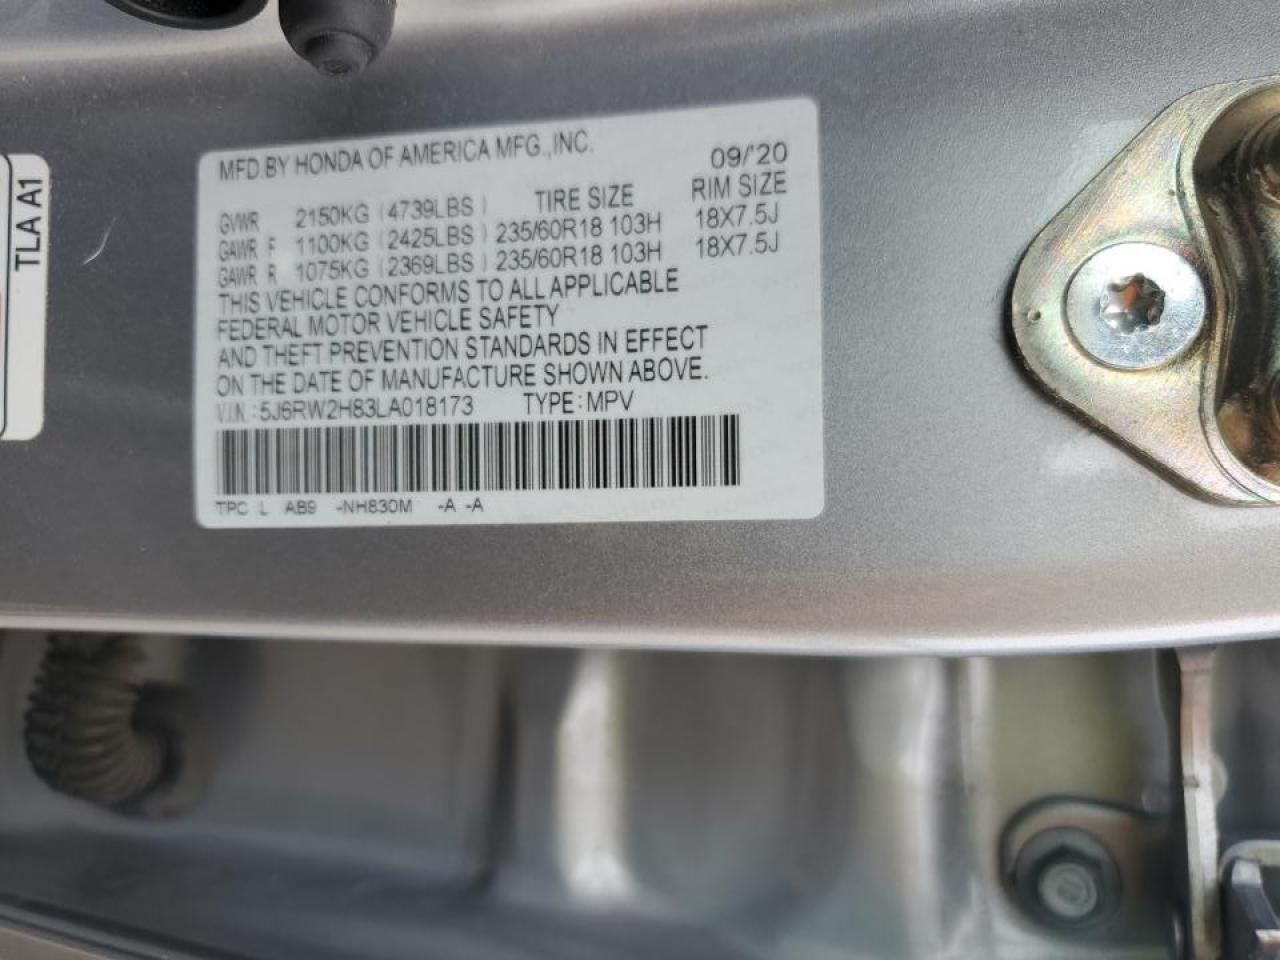 MFD.BY HONDA OF AMERICA MFG.,INC.
09/'20
GVWR 2150KG (4739LBS) TIRE SIZE RIM SIZE
GAWR F 1100KG (2425LBS) 235/60R18 103H 18X7.5J
GAWR R 1075KG (2369LBS) 235/60R18 103H 18X7.5J
THIS VEHICLE CONFORMS TO ALL APPLICABLE
FEDERAL MOTOR VEHICLE SAFETY
AND THEFT PREVENTION STANDARDS IN EFFECT
ON THE DATE OF MANUFACTURE SHOWN ABOVE.
V.I.N.:5J6RW2H83LA018173 TYPE:MPV
TPC L AB9 -NH830M -A -A
TLA A1